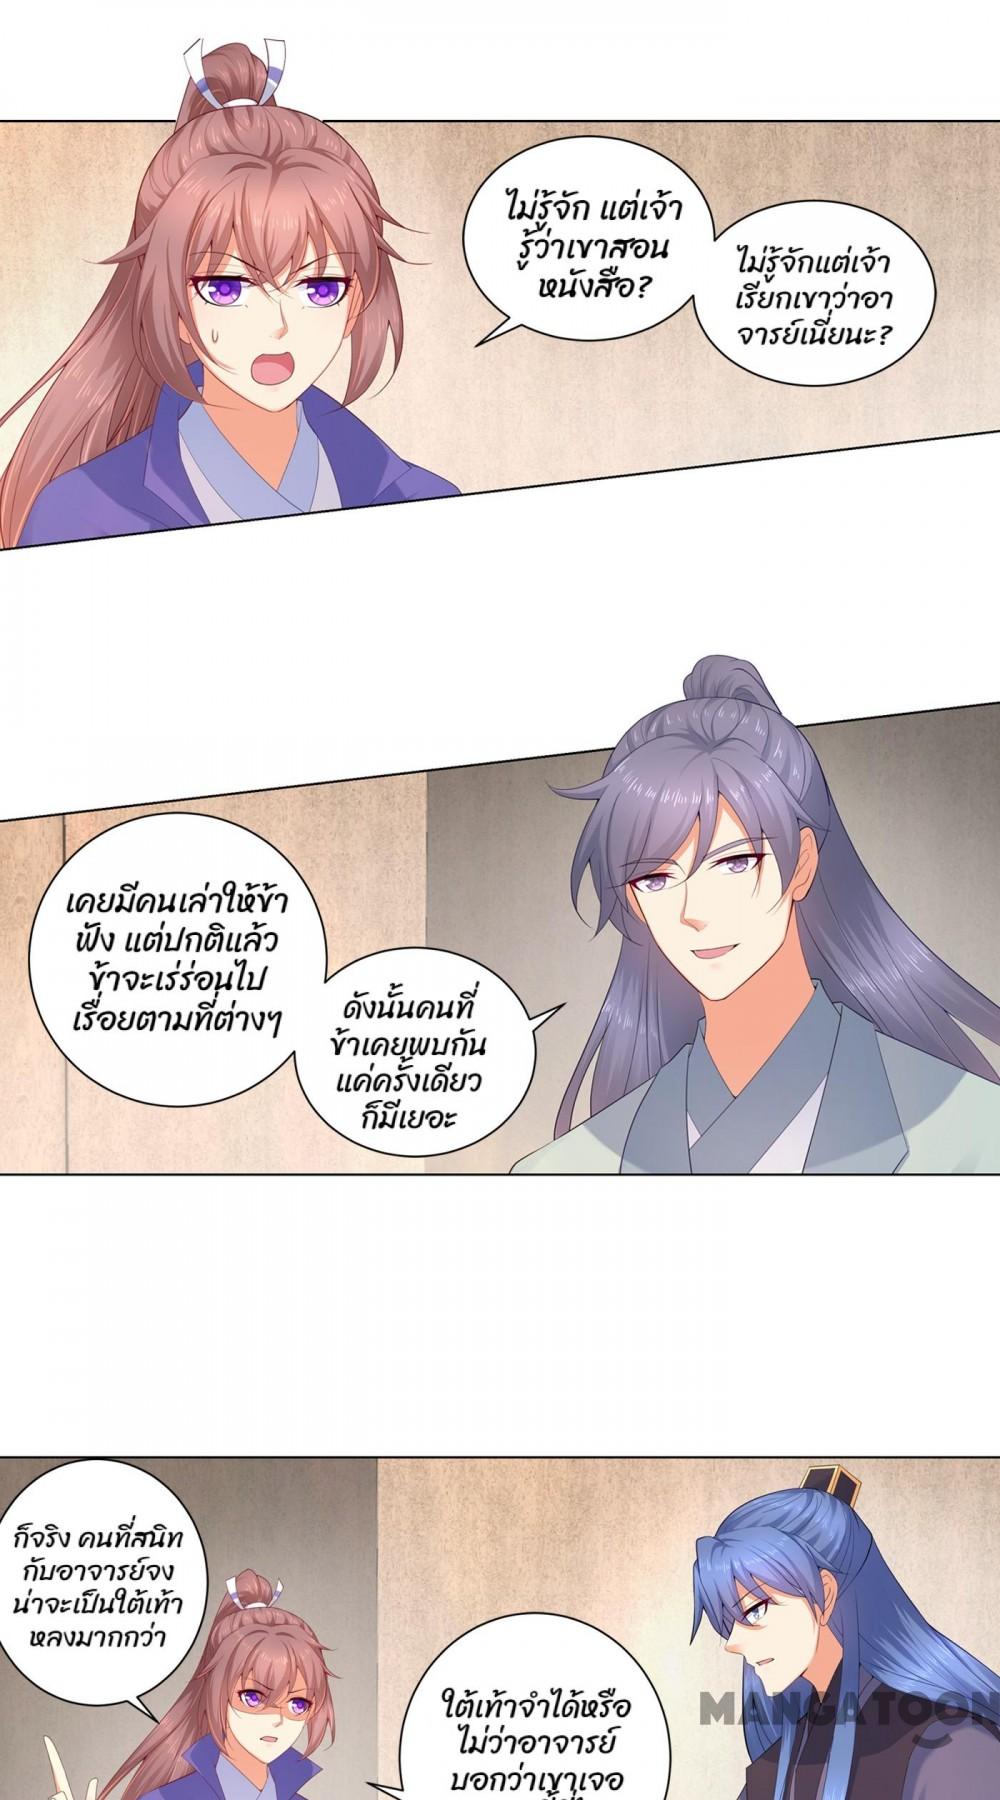 ไม่รู้จัก แต่เจ้า
รู้ว่าเขาสอน
หนังสือ?
ไม่รู้จักแต่เจ้า
เรียกเขาว่าอา
จารย์เนี่ยนะ?
เคยมีคนเล่าให้ข้า
ฟัง แต่ปกติแล้ว
ข้าจะเร่ร่อนไป
เรื่อยตามที่ต่างๆ
ดังนั้นคนที่
ข้าเคยพบกัน
แค่ครั้งเดียว
ก็มีเยอะ
ก็จริง คนที่สนิท
กับอาจารย์จง
น่าจะเป็นใต้เท้า
หลงมากกว่า
ใต้เท้าจำได้หรือ
ไม่ว่าอาจารย์
บอกว่าเขาเจอ
MANGATOON